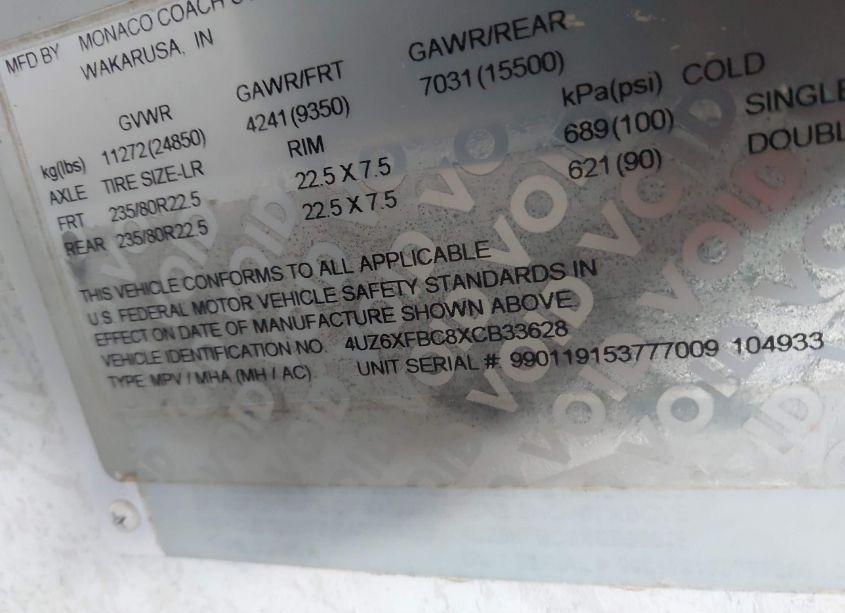 MFD BY MONACO COACH
WAKARUSA, IN
GVWR GAWR/FRT GAWR/REAR
kg(lbs) 11272(24850) 4241(9350) 7031(15500)
AXLE TIRE SIZE-LR RIM kPa(psi) COLD
FRT 235/80R22.5 22.5 X 7.5 689(100) SINGLE
REAR 235/80R22.5 22.5 X 7.5 621(90) DOUBL
THIS VEHICLE CONFORMS TO ALL APPLICABLE
U.S. FEDERAL MOTOR VEHICLE SAFETY STANDARDS IN
EFFECT ON DATE OF MANUFACTURE SHOWN ABOVE.
VEHICLE IDENTIFICATION NO. 4UZ6XFBC8XCB33628
TYPE MPV / MHA (MH / AC) UNIT SERIAL # 990119153777009 104933